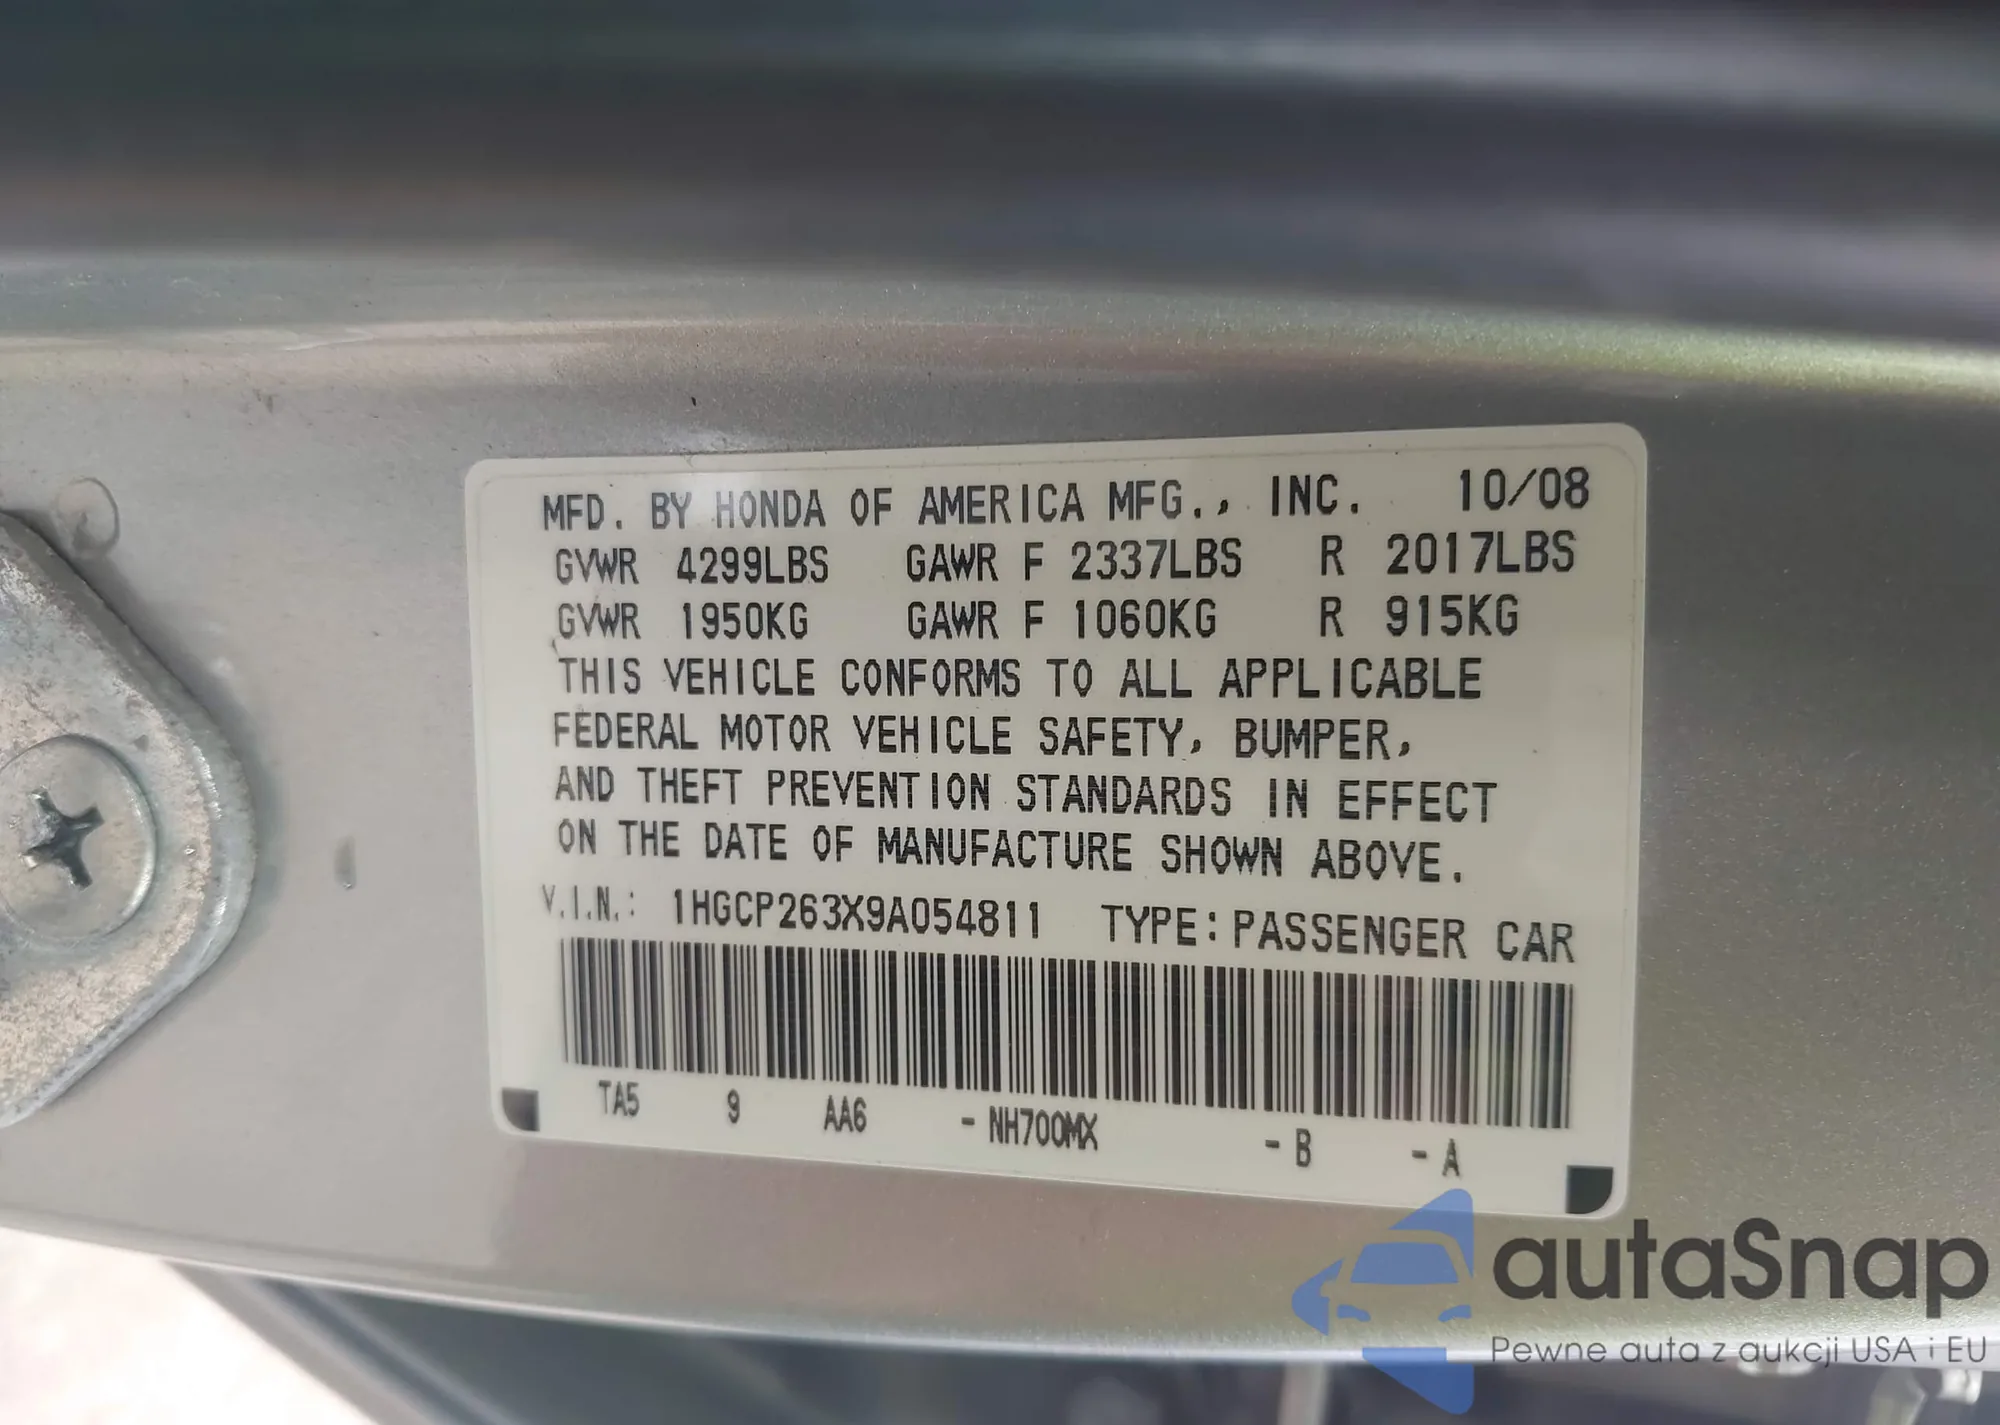 MFD. BY HONDA OF AMERICA MFG., INC. 10/08
GVWR 4299LBS GAWR F 2337LBS R 2017LBS
GVWR 1950KG GAWR F 1060KG R 915KG
THIS VEHICLE CONFORMS TO ALL APPLICABLE
FEDERAL MOTOR VEHICLE SAFETY, BUMPER,
AND THEFT PREVENTION STANDARDS IN EFFECT
ON THE DATE OF MANUFACTURE SHOWN ABOVE.
V.I.N.: 1HGCP263X9A054811 TYPE: PASSENGER CAR
TA5 9 AA6 - NH700MX - B - A
autaSnap
Pewne auta z aukcji USA i EU